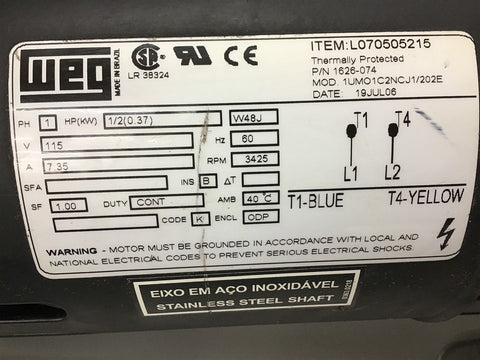 WEG
MADE IN BRAZIL
SA
LR 38324
CE
ITEM:L070505215
Thermally Protected
P/N 1626-074
MOD. 1UMO1C2NCJ1/202E
DATE: 19JUL06
PH 1 HP(KW) 1/2(0.37) W48J
V 115 Hz 60
A 7.35 RPM 3425
SFA INS B ΔT
SF 1.00 DUTY CONT AMB 40°C
CODE K ENCL ODP
T1 T4
L1 L2
T1-BLUE T4-YELLOW
WARNING - MOTOR MUST BE GROUNDED IN ACCORDANCE WITH LOCAL AND
NATIONAL ELECTRICAL CODES TO PREVENT SERIOUS ELECTRICAL SHOCKS.
EIXO EM AÇO INOXIDÁVEL
STAINLESS STEEL SHAFT